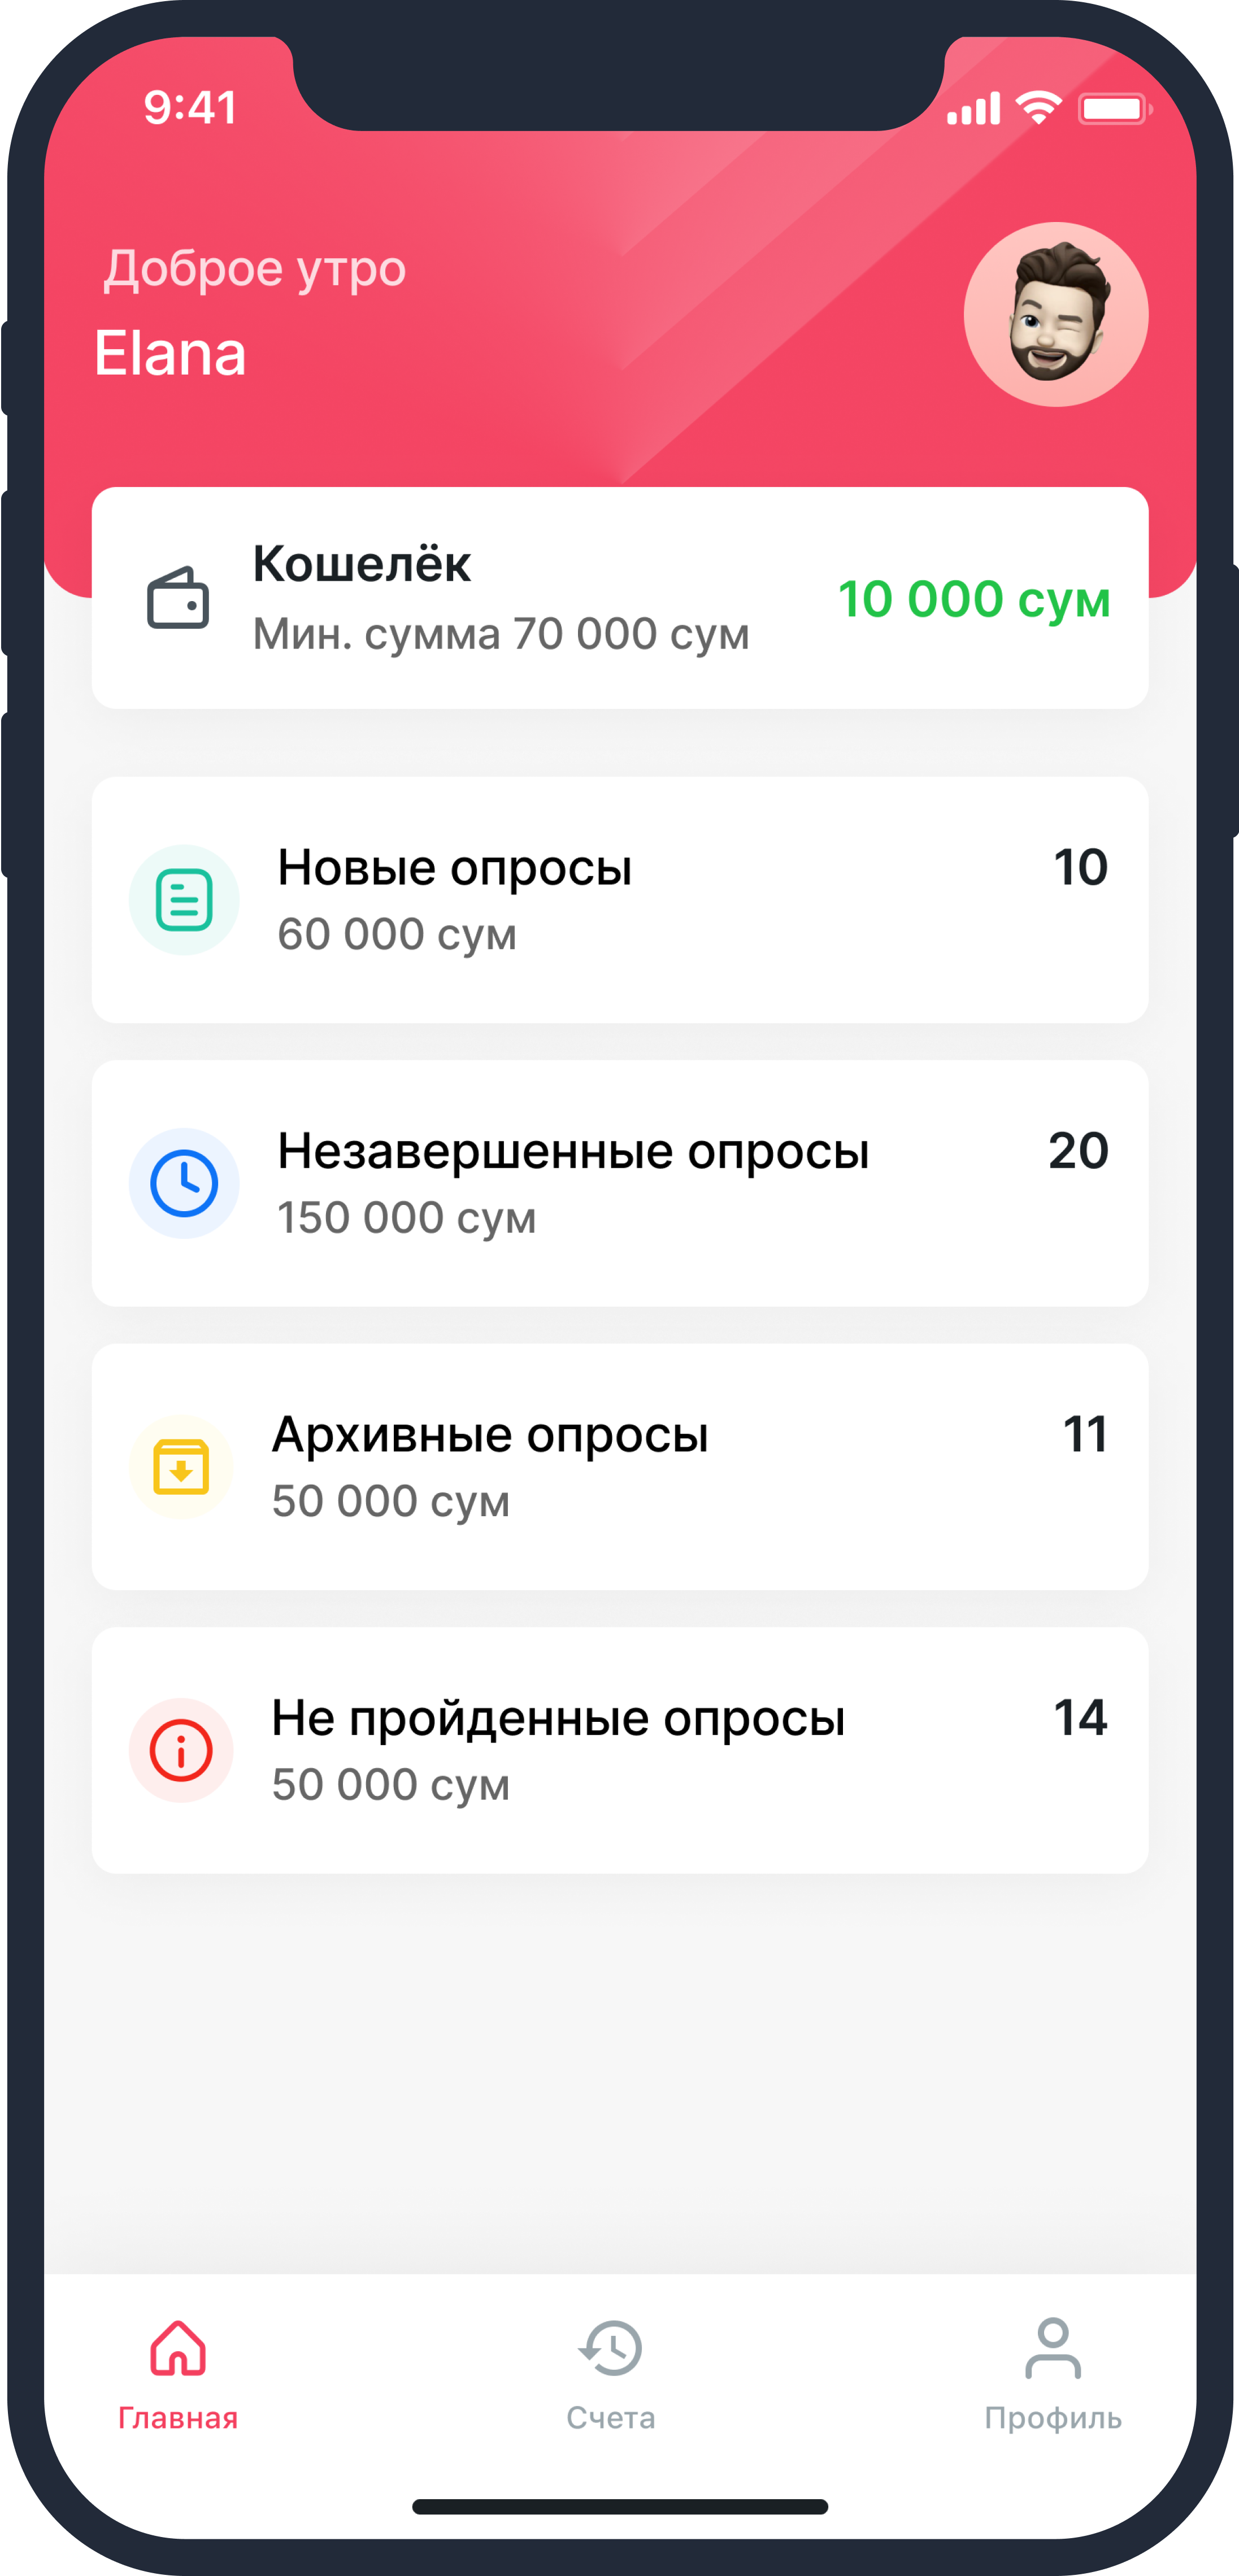 9:41
Доброе утро
Elana
Кошелёк
Мин. сумма 70 000 сум
10 000 сум
Новые опросы
10
60 000 сум
Незавершенные опросы
20
150 000 сум
Архивные опросы
11
50 000 сум
Не пройденные опросы
14
50 000 сум
Главная
Счета
Профиль